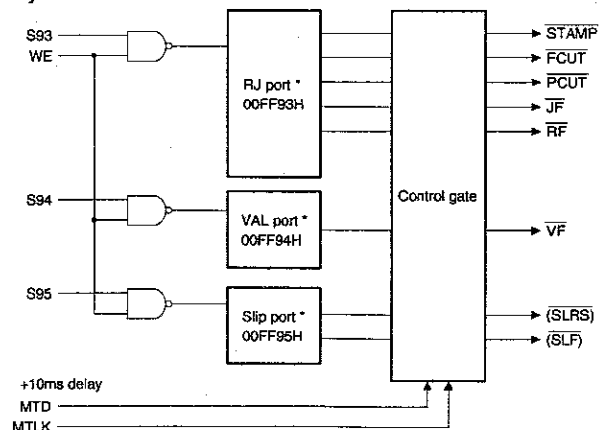 S93
WE
RJ port *
00FF93H
STAMP
FCUT
PCUT
JF
RF
Control gate
S94
VAL port *
00FF94H
VF
S95
Slip port *
00FF95H
(SLRS)
(SLF)
+10ms delay
MTD
MTLK